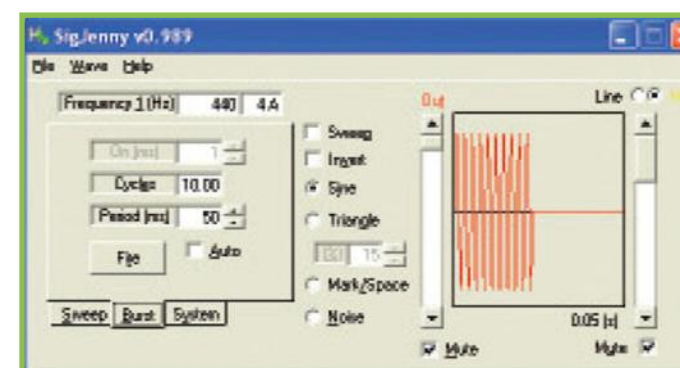 SigJenny v0.989
File Wave Help
Out
Line
Frequency 1 (Hz) 440 4A
Sweep
Invert
On [ms] 1
Cycles 10.00
Sine
Period [ms] 50
Triangle
Fire Auto
15
Mark/Space
Sweep Burst System
Noise
0.05 [s]
Mute
Mute